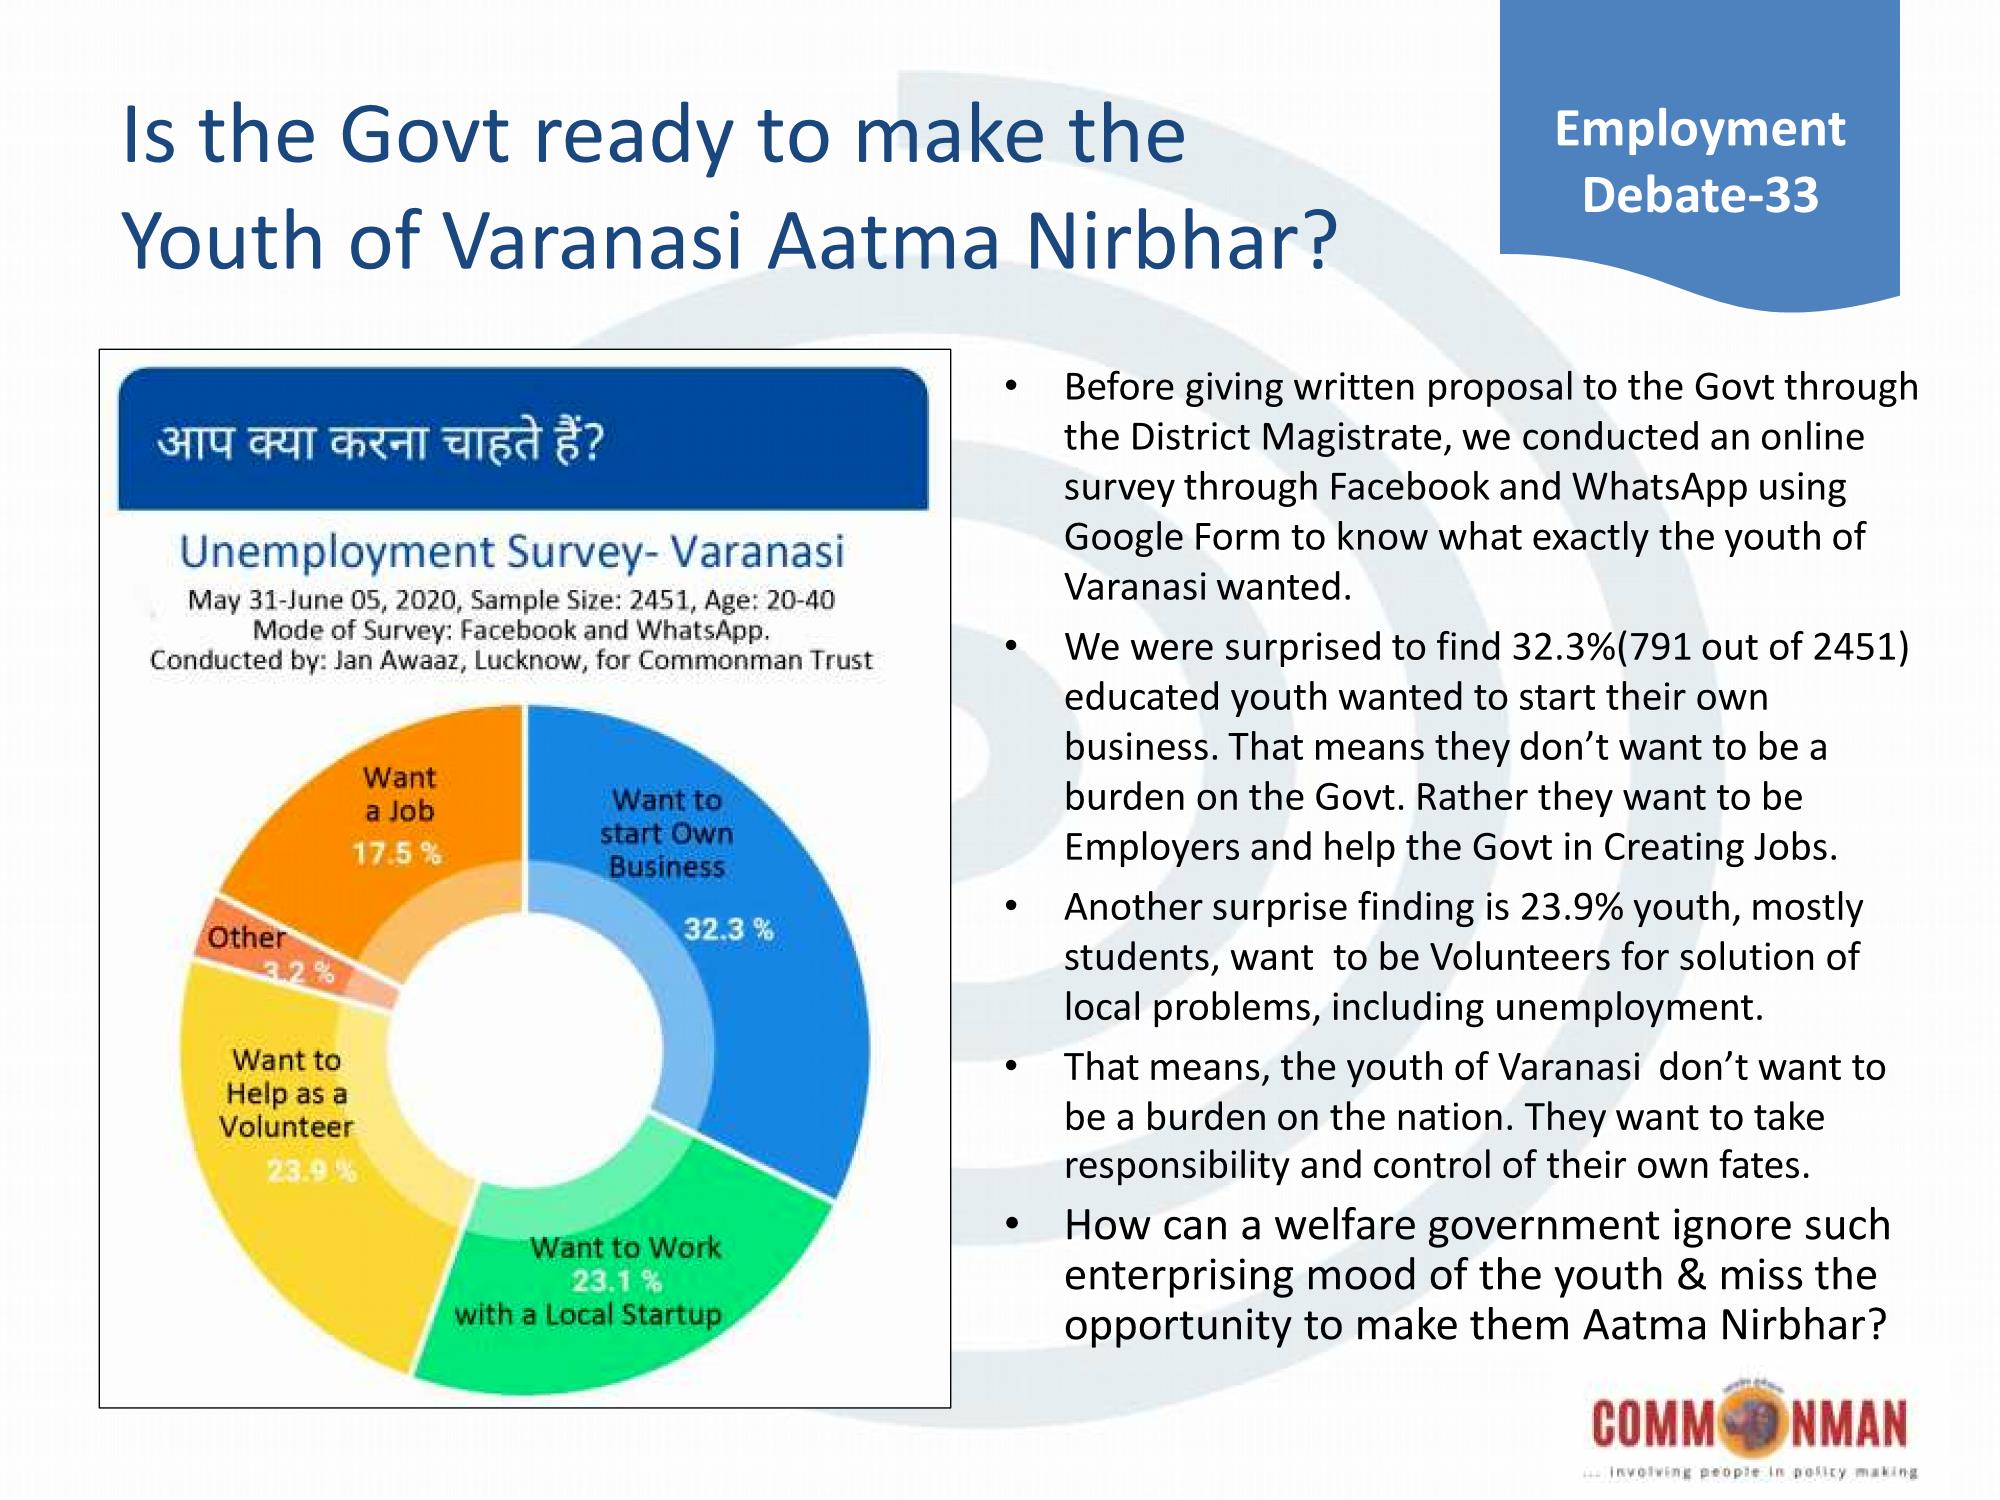 Is the Govt ready to make the
Youth of Varanasi Aatma Nirbhar?
Employment
Debate-33
आप क्या करना चाहते हैं?
Unemployment Survey- Varanasi
May 31-June 05, 2020, Sample Size: 2451, Age: 20-40
Mode of Survey: Facebook and WhatsApp.
Conducted by: Jan Awaaz, Lucknow, for Commonman Trust
Want
a Job
17.5 %
Want to
start Own
Business
32.3 %
Other
3.2 %
Want to
Help as a
Volunteer
23.9 %
Want to Work
23.1 %
with a Local Startup
• Before giving written proposal to the Govt through
the District Magistrate, we conducted an online
survey through Facebook and WhatsApp using
Google Form to know what exactly the youth of
Varanasi wanted.
• We were surprised to find 32.3%(791 out of 2451)
educated youth wanted to start their own
business. That means they don’t want to be a
burden on the Govt. Rather they want to be
Employers and help the Govt in Creating Jobs.
• Another surprise finding is 23.9% youth, mostly
students, want  to be Volunteers for solution of
local problems, including unemployment.
• That means, the youth of Varanasi  don’t want to
be a burden on the nation. They want to take
responsibility and control of their own fates.
• How can a welfare government ignore such
enterprising mood of the youth & miss the
opportunity to make them Aatma Nirbhar?
COMMONMAN
... involving people in policy making